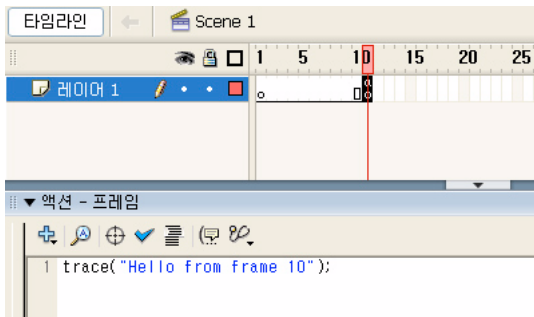 타임라인 Scene 1
1 5 10 15 20 25
레이어 1
a
액션 - 프레임
1 trace("Hello from frame 10");